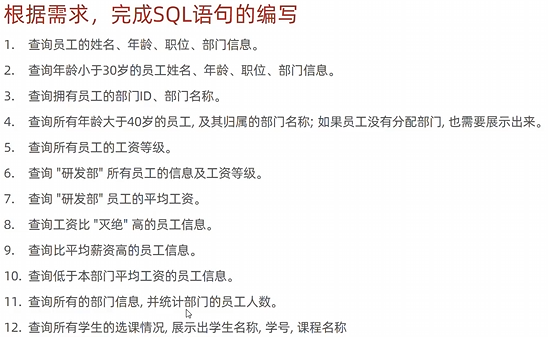 根据需求，完成SQL语句的编写
1. 查询员工的姓名、年龄、职位、部门信息。
2. 查询年龄小于30岁的员工姓名、年龄、职位、部门信息。
3. 查询拥有员工的部门ID、部门名称。
4. 查询所有年龄大于40岁的员工, 及其归属的部门名称; 如果员工没有分配部门, 也需要展示出来。
5. 查询所有员工的工资等级。
6. 查询 "研发部" 所有员工的信息及工资等级。
7. 查询 "研发部" 员工的平均工资。
8. 查询工资比 "灭绝" 高的员工信息。
9. 查询比平均薪资高的员工信息。
10. 查询低于本部门平均工资的员工信息。
11. 查询所有的部门信息, 并统计部门的员工人数。
12. 查询所有学生的选课情况, 展示出学生名称, 学号, 课程名称